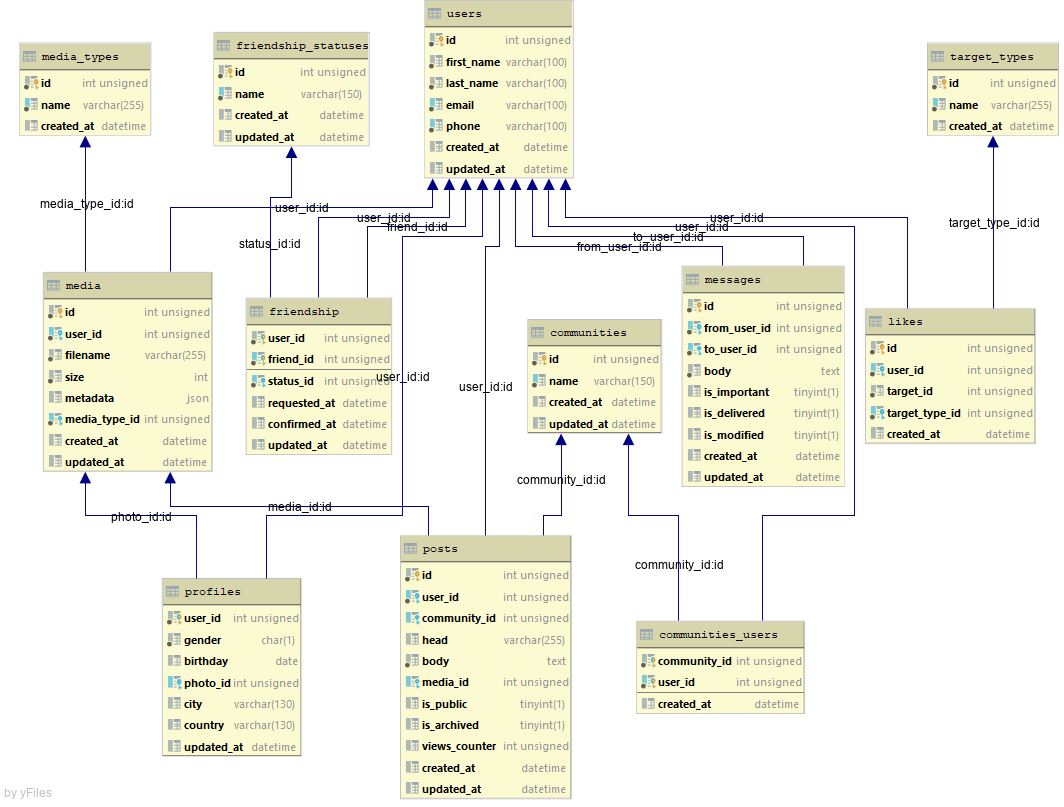 users
id int unsigned
first_name varchar(100)
last_name varchar(100)
email varchar(100)
phone varchar(100)
created_at datetime
updated_at datetime
media_types
id int unsigned
name varchar(255)
created_at datetime
friendship_statuses
id int unsigned
name varchar(150)
created_at datetime
updated_at datetime
target_types
id int unsigned
name varchar(255)
created_at datetime
media_type_id:id
user_id:id
status_id:id
user_id:id
friend_id:id
user_id:id
user_id:id
to_user_id:id
from_user_id:id
target_type_id:id
media
id int unsigned
user_id int unsigned
filename varchar(255)
size int
metadata json
media_type_id int unsigned
created_at datetime
updated_at datetime
friendship
user_id int unsigned
friend_id int unsigned
status_id int unsigned
requested_at datetime
confirmed_at datetime
updated_at datetime
user_id:id
user_id:id
communities
id int unsigned
name varchar(150)
created_at datetime
updated_at datetime
messages
id int unsigned
from_user_id int unsigned
to_user_id int unsigned
body text
is_important tinyint(1)
is_delivered tinyint(1)
is_modified tinyint(1)
created_at datetime
updated_at datetime
likes
id int unsigned
user_id int unsigned
target_id int unsigned
target_type_id int unsigned
created_at datetime
photo_id:id
media_id:id
community_id:id
community_id:id
profiles
user_id int unsigned
gender char(1)
birthday date
photo_id int unsigned
city varchar(130)
country varchar(130)
updated_at datetime
posts
id int unsigned
user_id int unsigned
community_id int unsigned
head varchar(255)
body text
media_id int unsigned
is_public tinyint(1)
is_archived tinyint(1)
views_counter int unsigned
created_at datetime
updated_at datetime
communities_users
community_id int unsigned
user_id int unsigned
created_at datetime
by yFiles